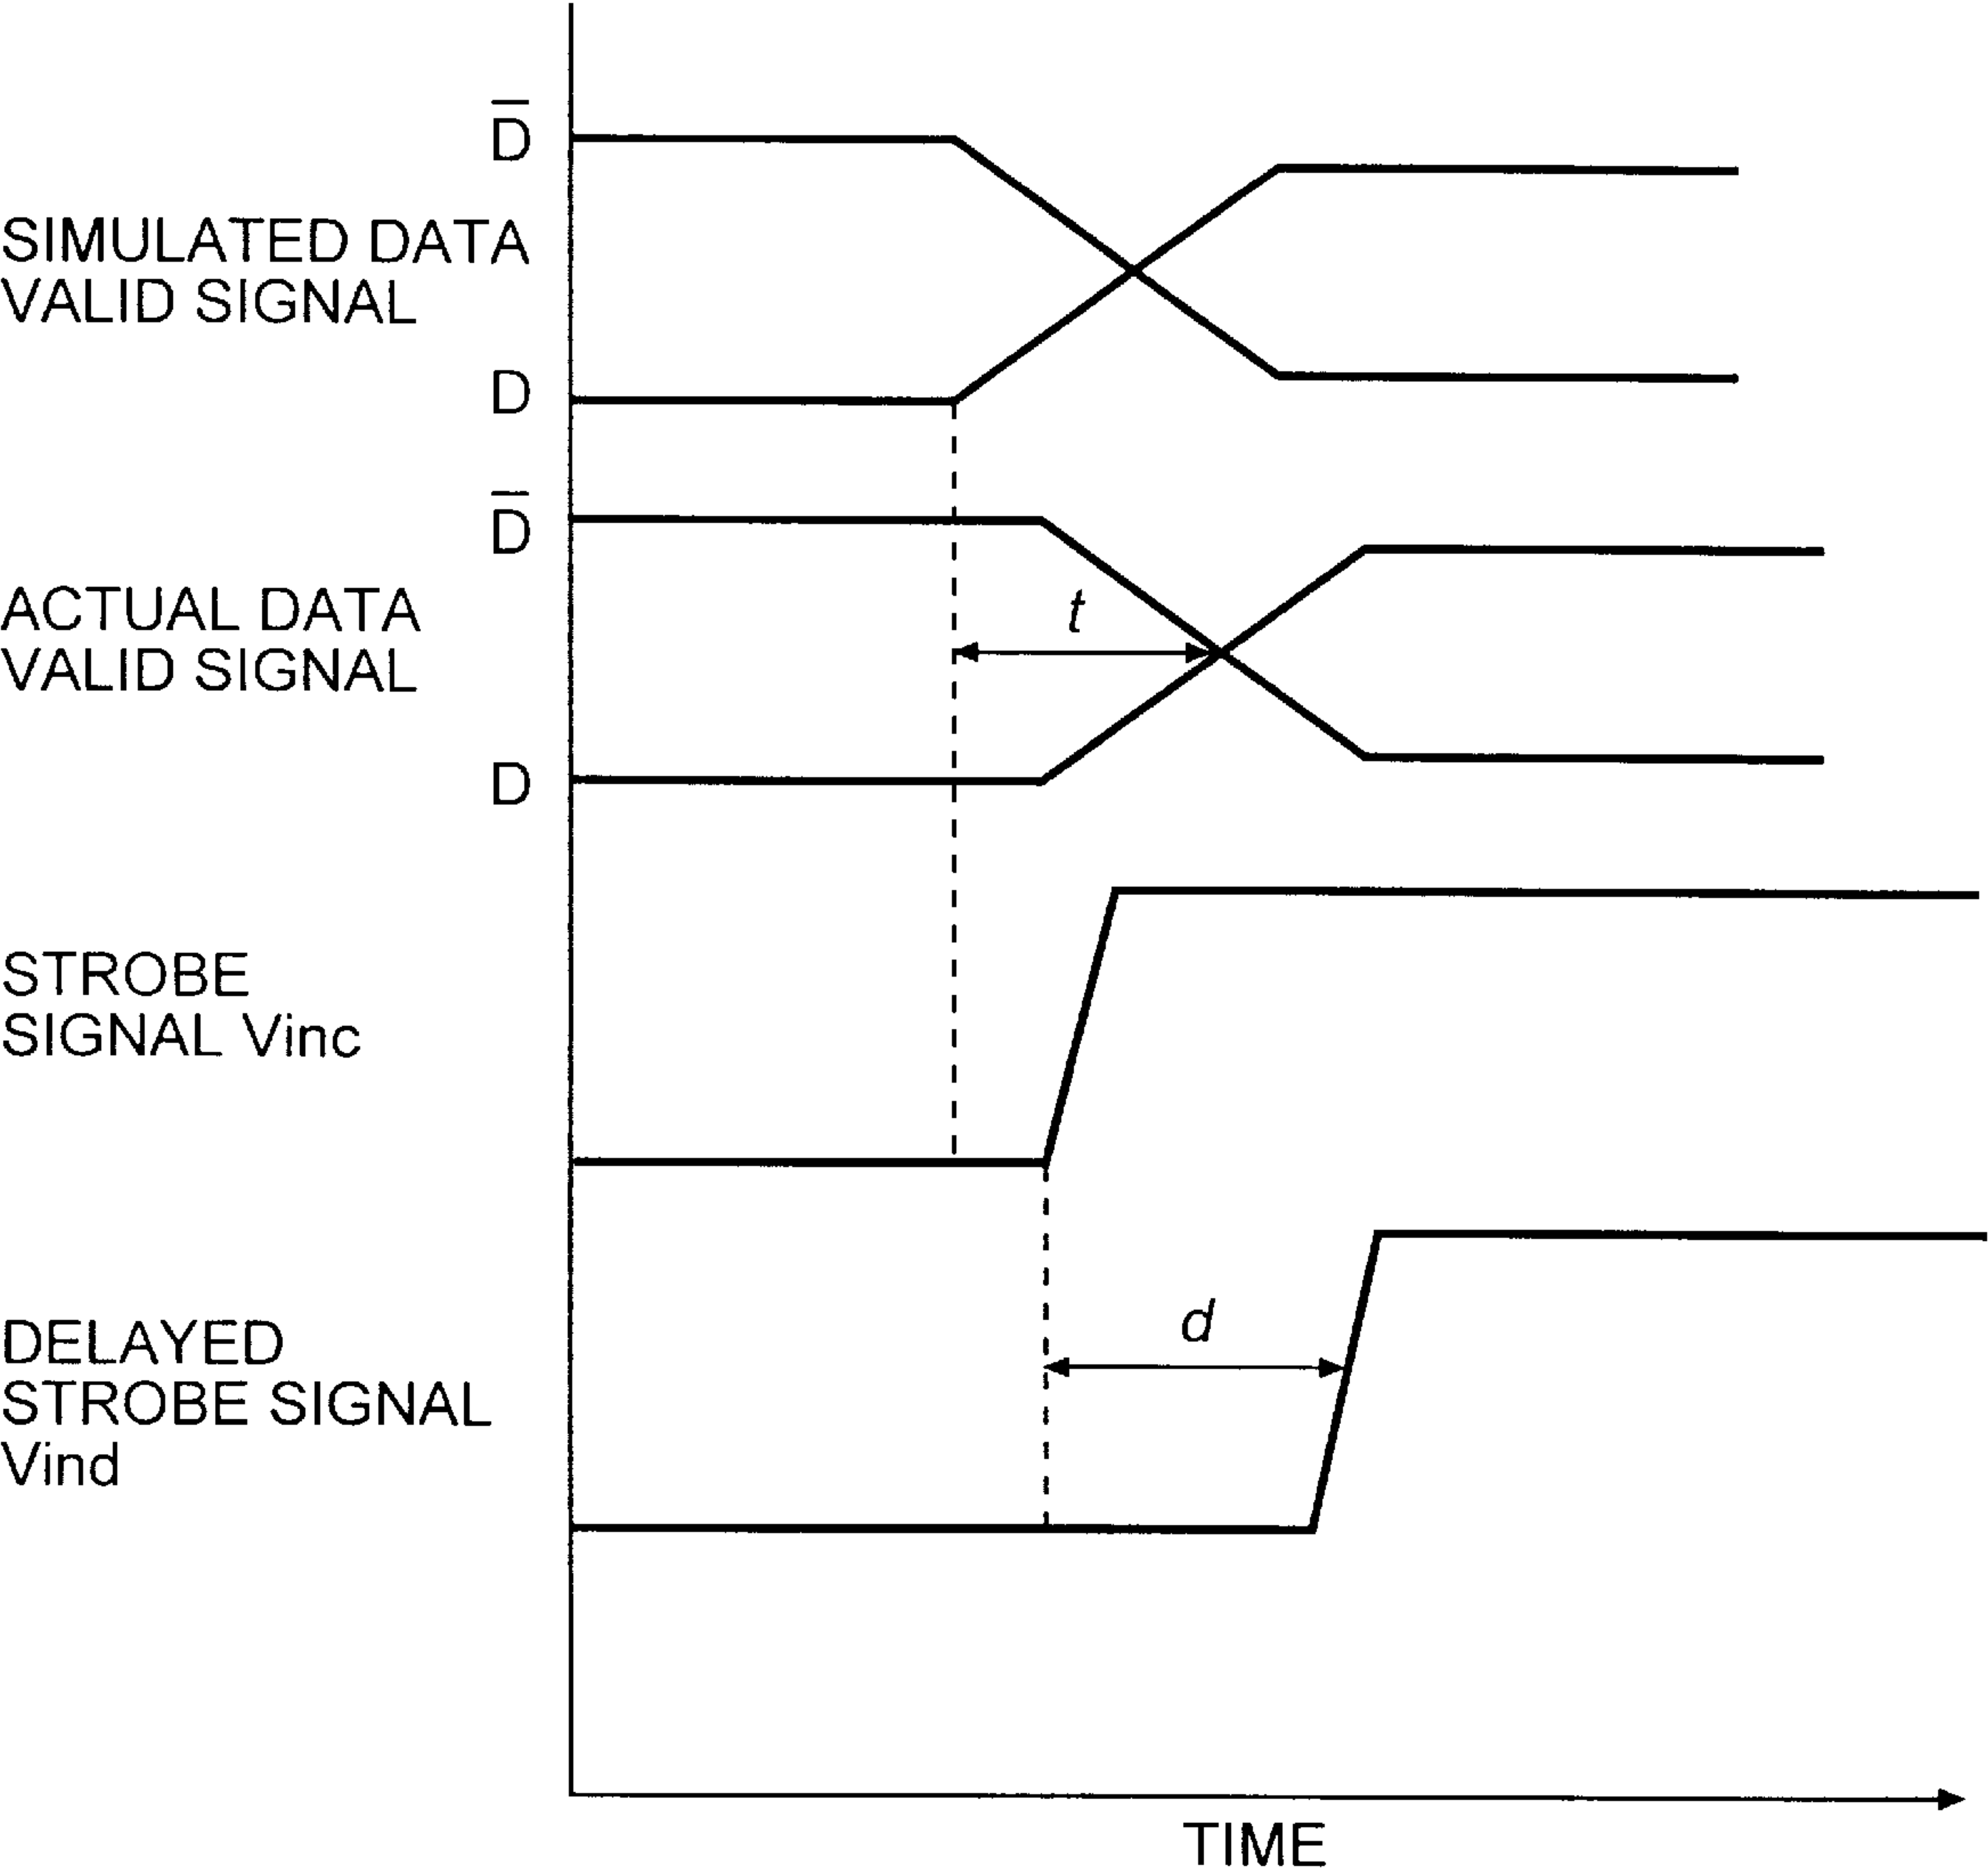 D̅
SIMULATED DATA
VALID SIGNAL
D
D̅
ACTUAL DATA
VALID SIGNAL
t
D
STROBE
SIGNAL Vinc
DELAYED
STROBE SIGNAL
Vind
d
TIME